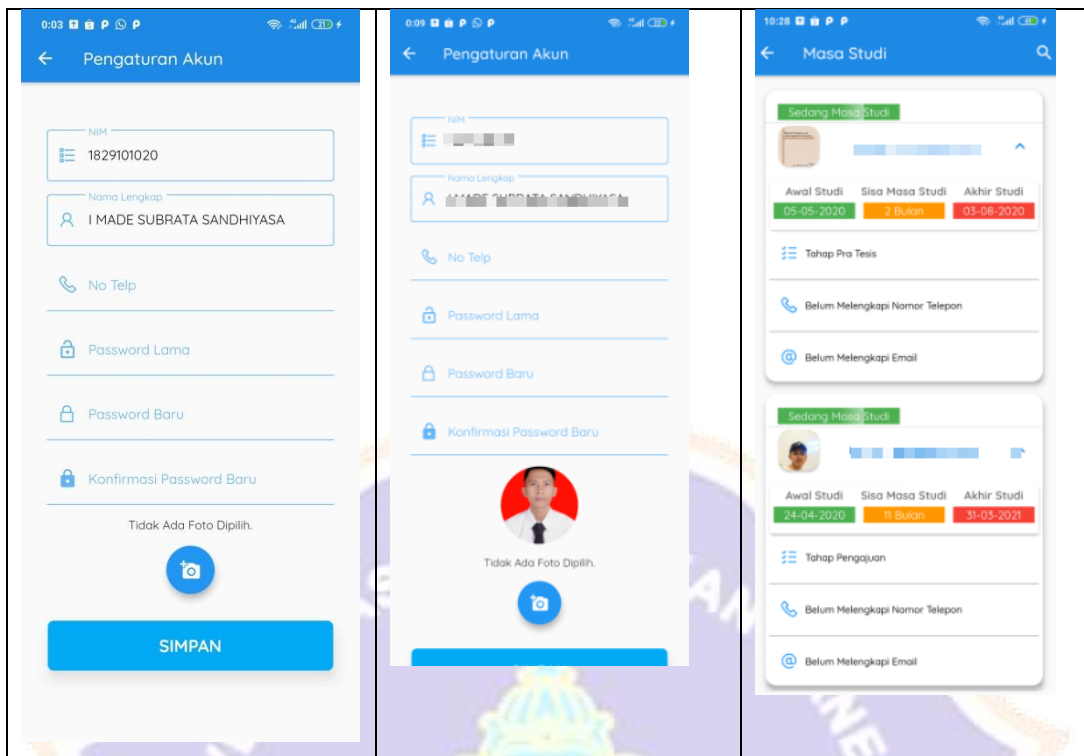 0:03
21
Pengaturan Akun
NIM
1829101020
Nama Lengkap
I MADE SUBRATA SANDHIYASA
No Telp
Password Lama
Password Baru
Konfirmasi Password Baru
Tidak Ada Foto Dipilih.
SIMPAN
0:09
Pengaturan Akun
NIM
Nama Lengkap
No Telp
Password Lama
Password Baru
Konfirmasi Password Baru
Tidak Ada Foto Dipilih.
10:28
Masa Studi
Sedang Masa Studi
Awal Studi Sisa Masa Studi Akhir Studi
05-05-2020 2 Bulan 03-08-2020
Tahap Pra Tesis
Belum Melengkapi Nomor Telepon
Belum Melengkapi Email
Sedang Masa Studi
Awal Studi Sisa Masa Studi Akhir Studi
24-04-2020 11 Bulan 31-03-2021
Tahap Pengajuan
Belum Melengkapi Nomor Telepon
Belum Melengkapi Email